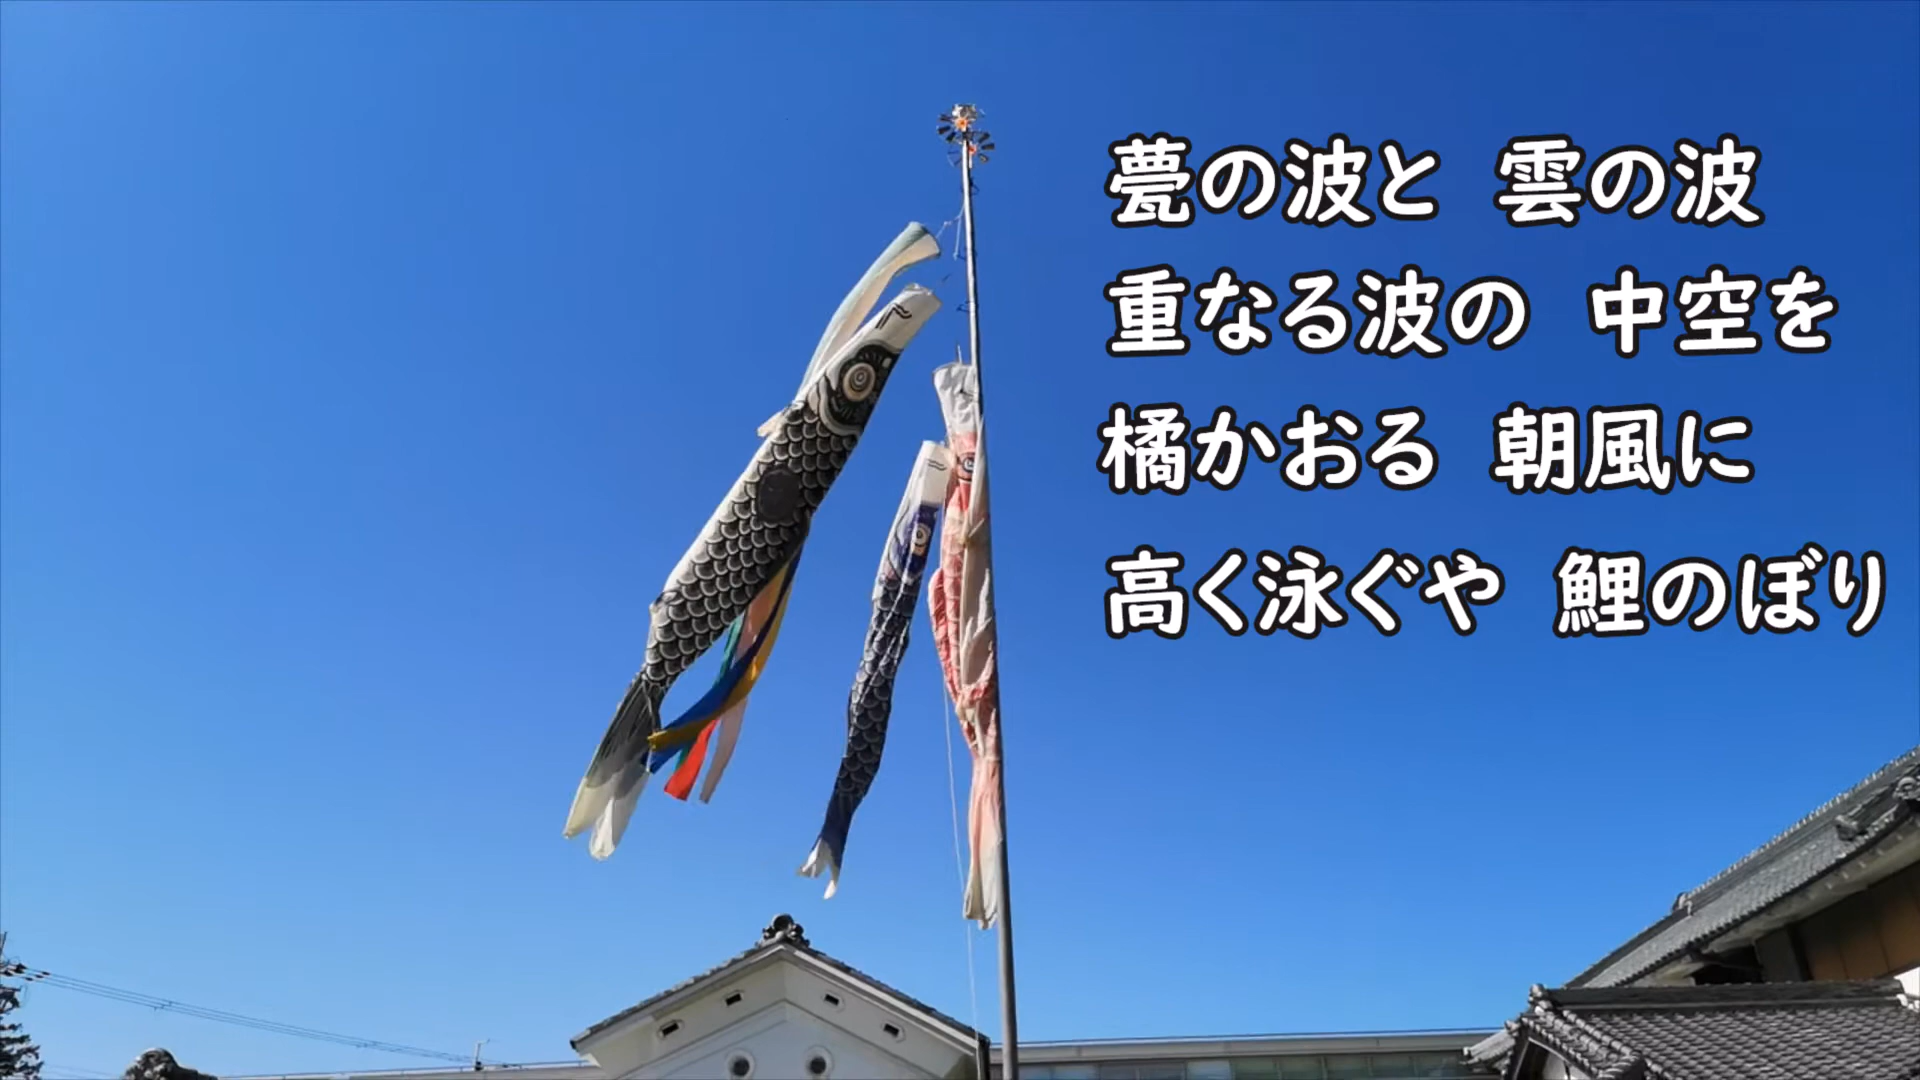 甍の波と　雲の波
重なる波の　中空を
橘かおる　朝風に
高く泳ぐや　鯉のぼり